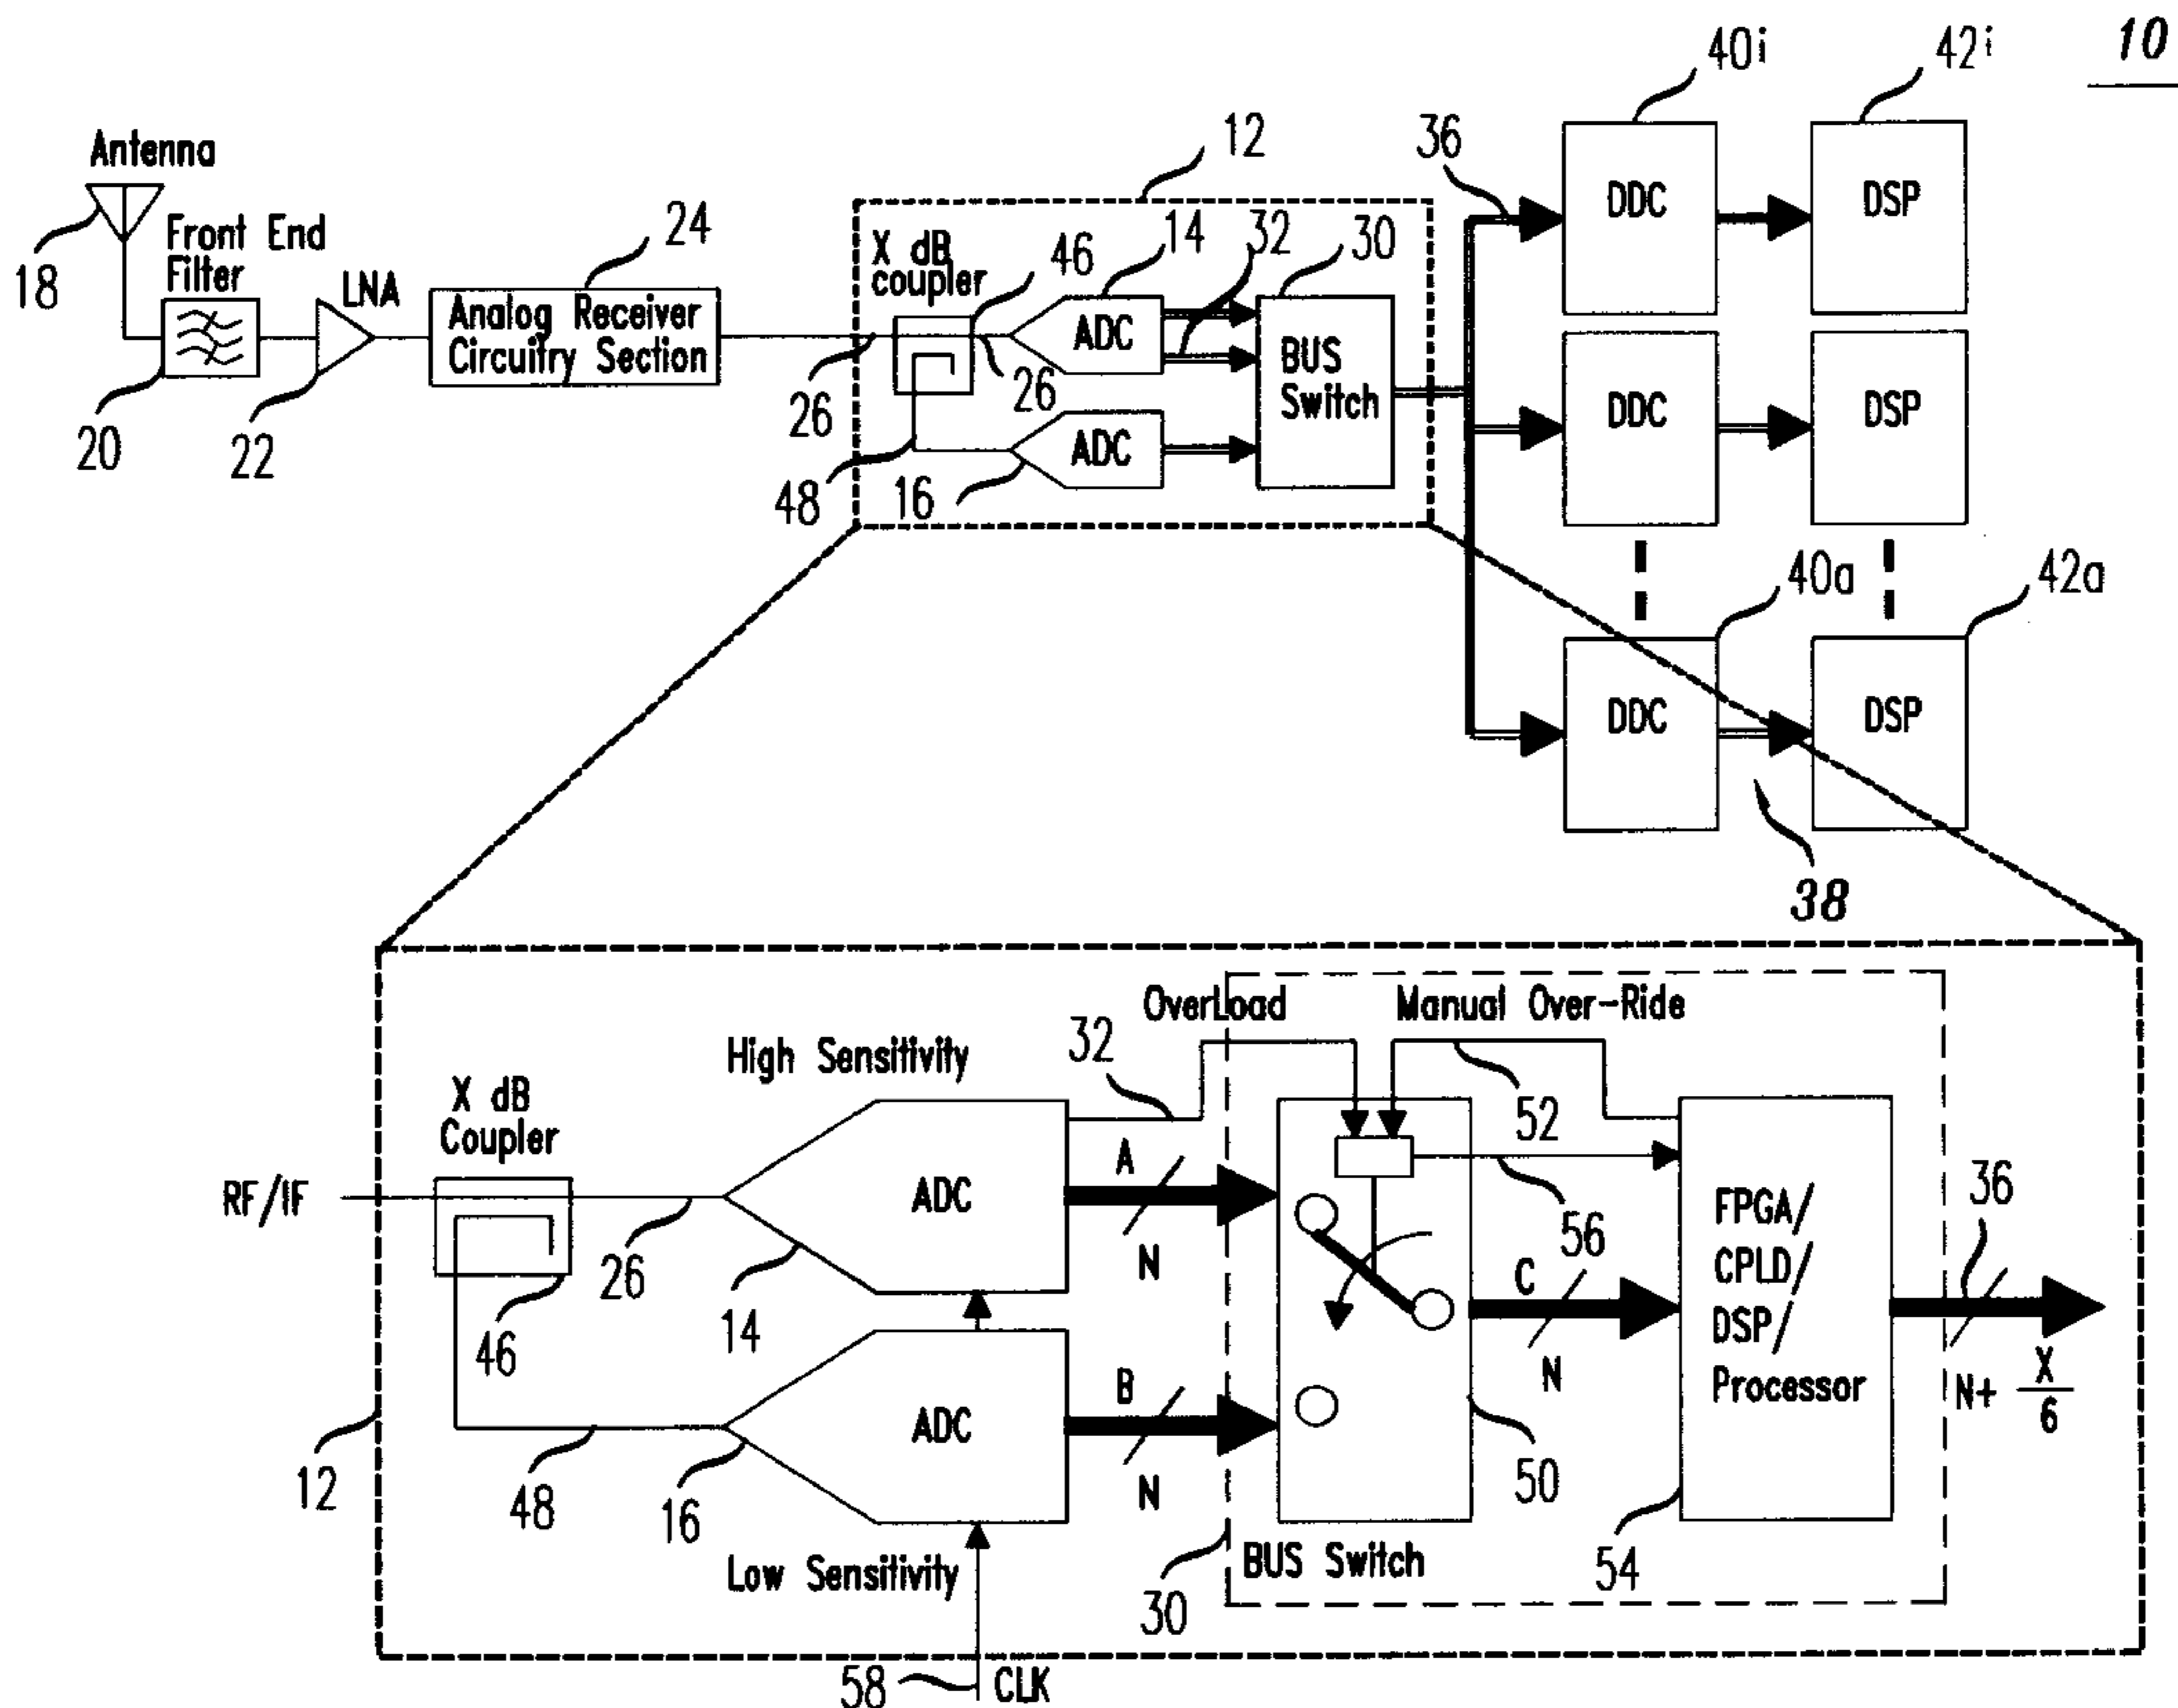 10
40i
42i
Antenna
12
36
DDC
DSP
18
Front End
Filter
LNA
24
Analog Receiver
Circuitry Section
X dB
coupler
46
14
32
30
ADC
BUS
Switch
20
22
26
26
48
16
ADC
DDC
DSP
40a
42a
DDC
DSP
38
OverLoad
Manual Over-Ride
High Sensitivity
32
52
X dB
Coupler
A
RF/IF
ADC
N
56
FPGA/
CPLD/
DSP/
Processor
36
26
14
46
C
N
N+ X/6
B
ADC
N
50
12
48
16
Low Sensitivity
BUS Switch
54
30
58
CLK